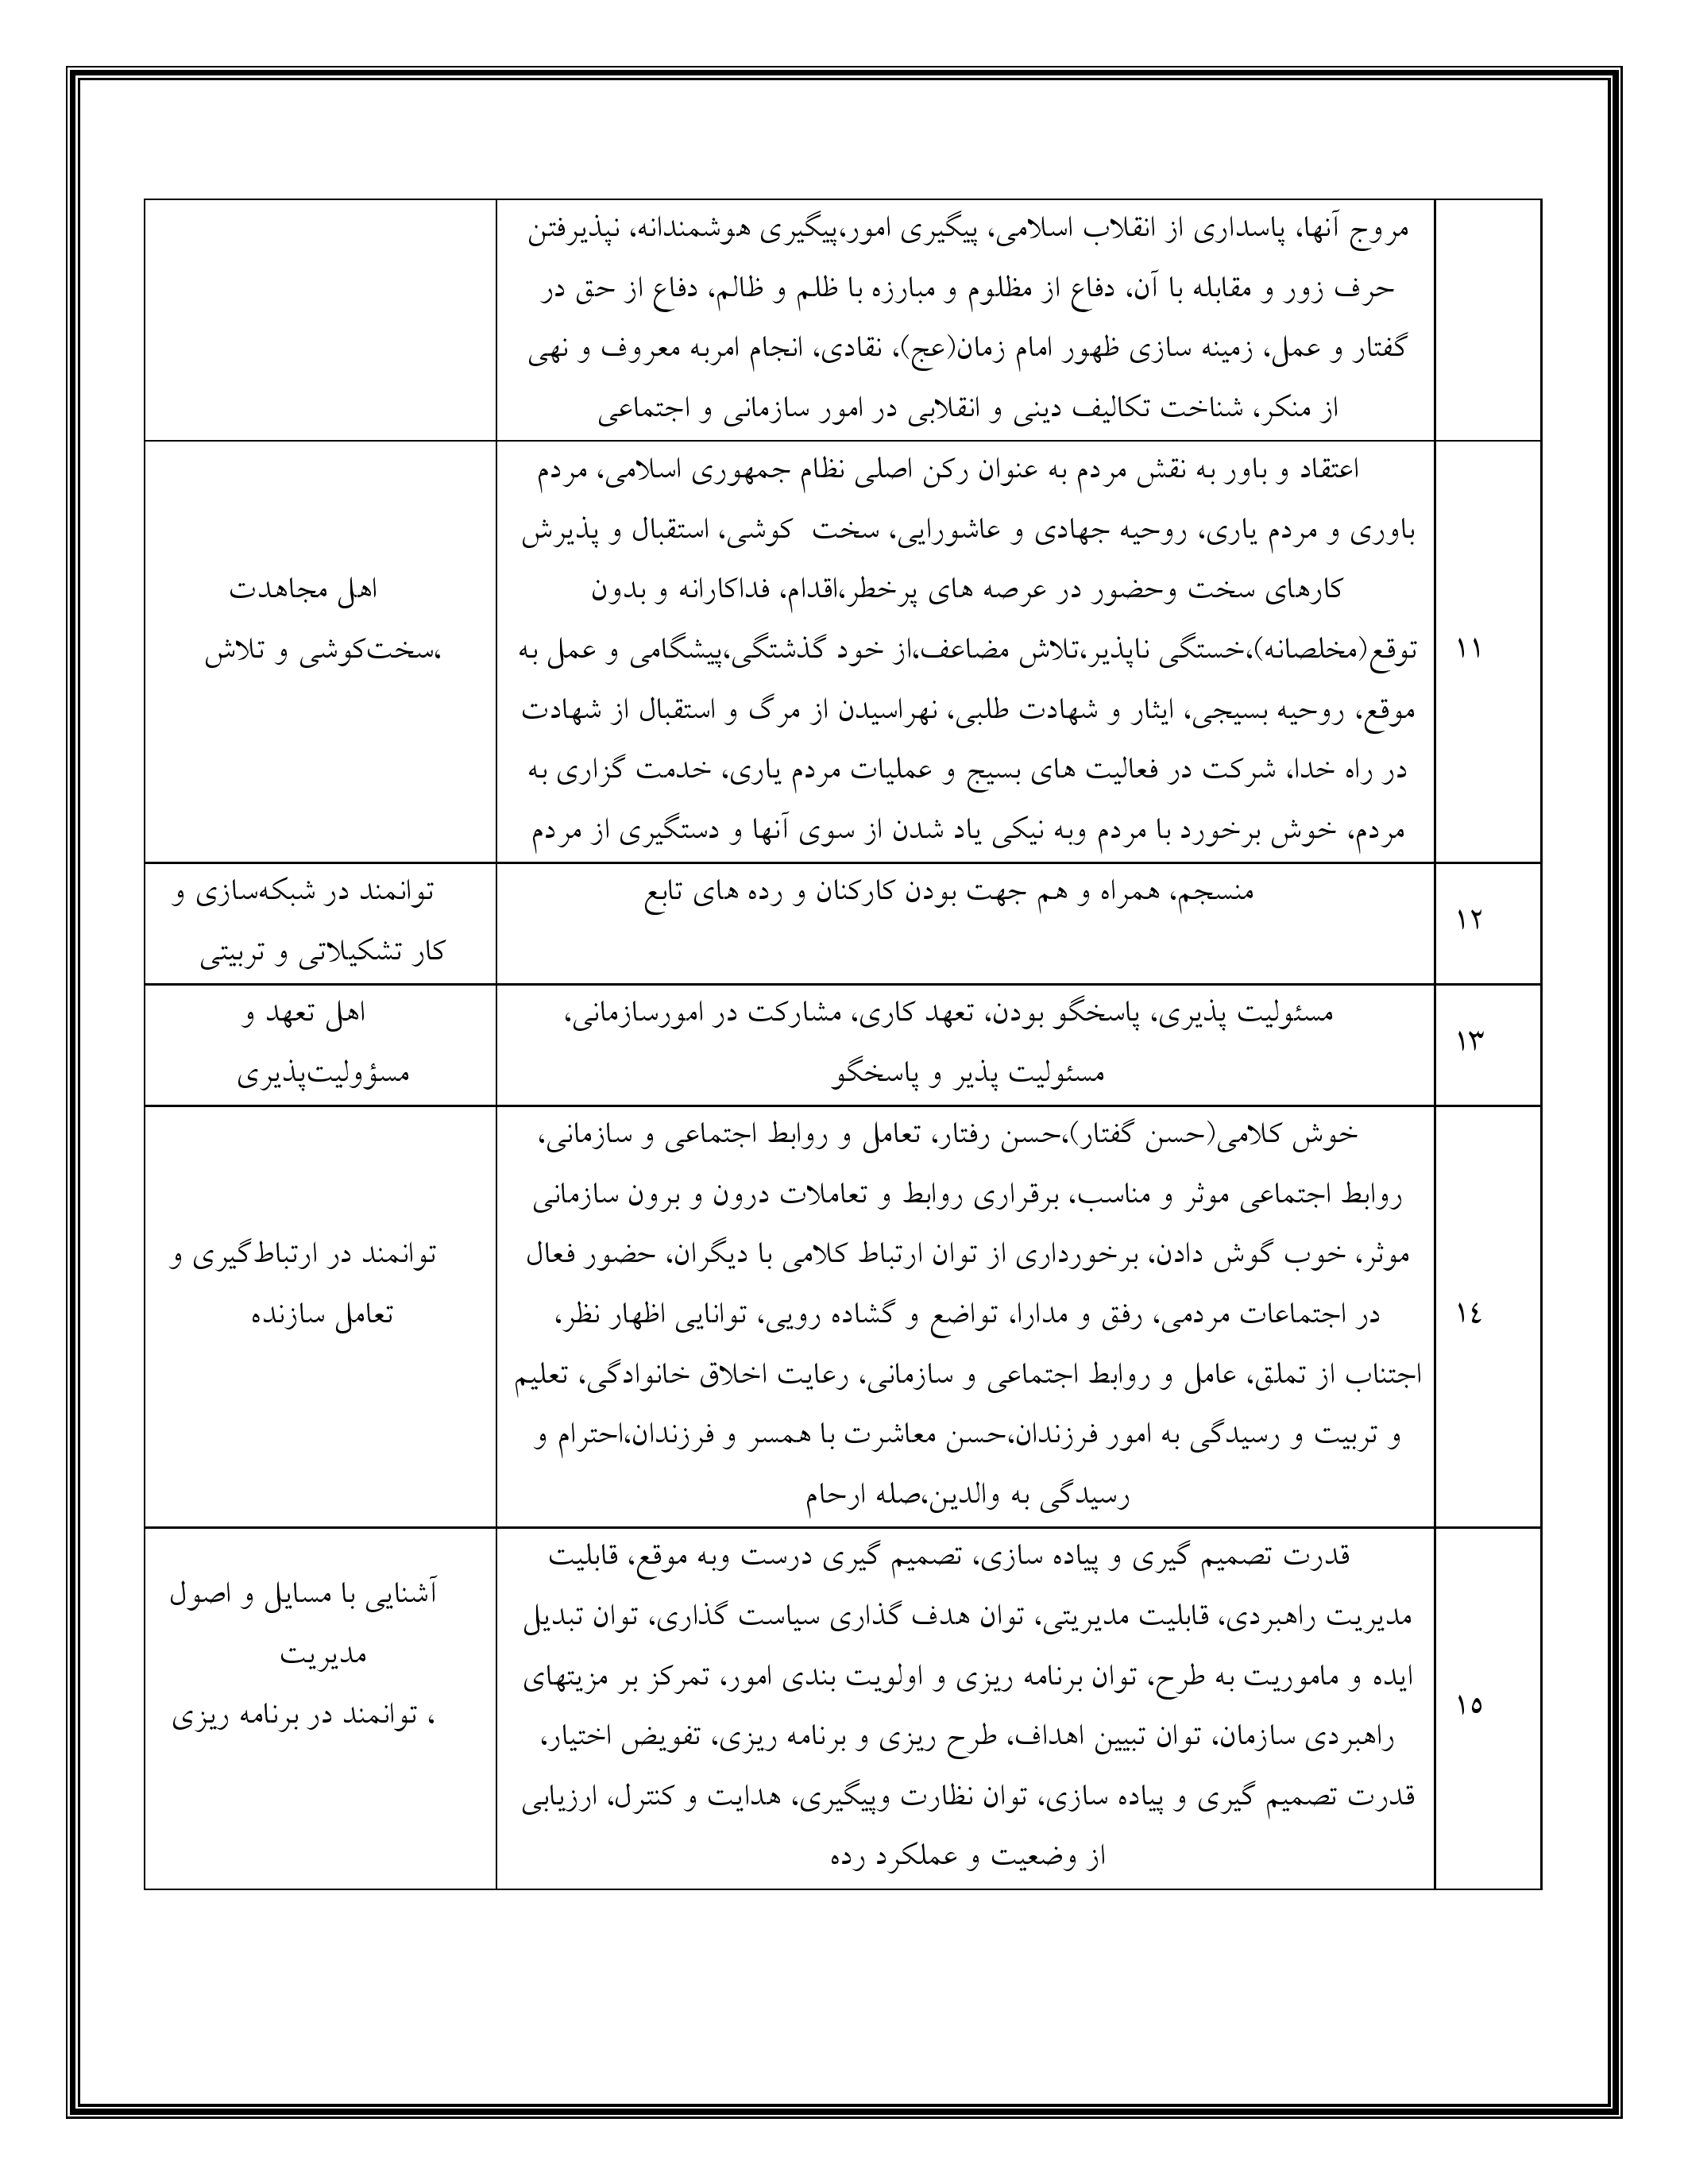 مروج آنها، پاسداری از انقلاب اسلامی، پیگیری امور،پیگیری هوشمندانه، نپذیرفتن
حرف زور و مقابله با آن، دفاع از مظلوم و مبارزه با ظلم و ظالم، دفاع از حق در
گفتار و عمل، زمینه سازی ظهور امام زمان(عج)، نقادی، انجام امربه معروف و نهی
از منکر، شناخت تکالیف دینی و انقلابی در امور سازمانی و اجتماعی
۱۱
اعتقاد و باور به نقش مردم به عنوان رکن اصلی نظام جمهوری اسلامی، مردم
باوری و مردم یاری، روحیه جهادی و عاشورایی، سخت  کوشی، استقبال و پذیرش
کارهای سخت وحضور در عرصه های پرخطر،اقدام، فداکارانه و بدون
توقع(مخلصانه)،خستگی ناپذیر،تلاش مضاعف،از خود گذشتگی،پیشگامی و عمل به
موقع، روحیه بسیجی، ایثار و شهادت طلبی، نهراسیدن از مرگ و استقبال از شهادت
در راه خدا، شرکت در فعالیت های بسیج و عملیات مردم یاری، خدمت گزاری به
مردم، خوش برخورد با مردم وبه نیکی یاد شدن از سوی آنها و دستگیری از مردم
اهل مجاهدت
،سخت‌کوشی و تلاش
۱۲
منسجم، همراه و هم جهت بودن کارکنان و رده های تابع
توانمند در شبکه‌سازی و
کار تشکیلاتی و تربیتی
۱۳
مسئولیت پذیری، پاسخگو بودن، تعهد کاری، مشارکت در امورسازمانی،
مسئولیت پذیر و پاسخگو
اهل تعهد و
مسؤولیت‌پذیری
۱٤
خوش کلامی(حسن گفتار)،حسن رفتار، تعامل و روابط اجتماعی و سازمانی،
روابط اجتماعی موثر و مناسب، برقراری روابط و تعاملات درون و برون سازمانی
موثر، خوب گوش دادن، برخورداری از توان ارتباط کلامی با دیگران، حضور فعال
در اجتماعات مردمی، رفق و مدارا، تواضع و گشاده رویی، توانایی اظهار نظر،
اجتناب از تملق، عامل و روابط اجتماعی و سازمانی، رعایت اخلاق خانوادگی، تعلیم
و تربیت و رسیدگی به امور فرزندان،حسن معاشرت با همسر و فرزندان،احترام و
رسیدگی به والدین،صله ارحام
توانمند در ارتباط‌گیری و
تعامل سازنده
۱٥
قدرت تصمیم گیری و پیاده سازی، تصمیم گیری درست وبه موقع، قابلیت
مدیریت راهبردی، قابلیت مدیریتی، توان هدف گذاری سیاست گذاری، توان تبدیل
ایده و ماموریت به طرح، توان برنامه ریزی و اولویت بندی امور، تمرکز بر مزیتهای
راهبردی سازمان، توان تبیین اهداف، طرح ریزی و برنامه ریزی، تفویض اختیار،
قدرت تصمیم گیری و پیاده سازی، توان نظارت وپیگیری، هدایت و کنترل، ارزیابی
از وضعیت و عملکرد رده
آشنایی با مسایل و اصول
مدیریت
، توانمند در برنامه ریزی